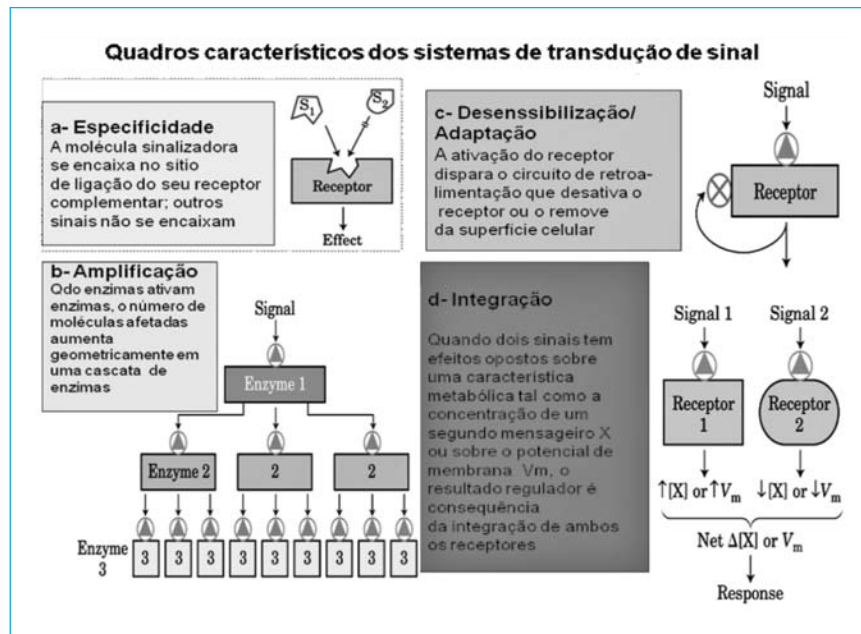 Quadros característicos dos sistemas de transdução de sinal
a- Especificidade
A molécula sinalizadora
se encaixa no sítio
de ligação do seu receptor
complementar; outros
sinais não se encaixam
S1
S2
Receptor
Effect
c- Desenssibilização/
Adaptação
A ativação do receptor
dispara o circuito de retroa-
limentação que desativa o
receptor ou o remove
da superfície celular
Signal
Receptor
b- Amplificação
Qdo enzimas ativam
enzimas, o número de
moléculas afetadas
aumenta
geometricamente em
uma cascata de
enzimas
Signal
Enzyme 1
Enzyme 2
2
2
Enzyme
3
3 3 3 3 3 3 3 3 3
d- Integração
Quando dois sinais tem
efeitos opostos sobre
uma característica
metabólica tal como a
concentração de um
segundo mensageiro X
ou sobre o potencial de
membrana Vm, o
resultado regulador é
consequência
da integração de ambos
os receptores
Signal 1 Signal 2
Receptor
1
Receptor
2
↑[X] or ↑Vm ↓[X] or ↓Vm
Net Δ[X] or Vm
Response